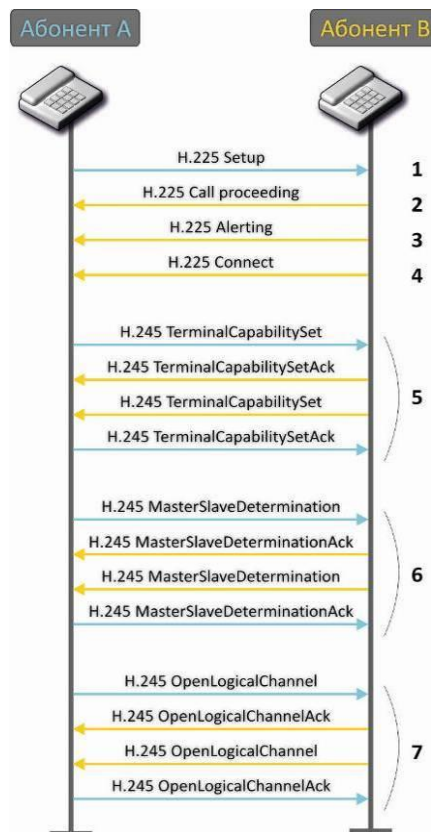 Абонент А
Абонент В
H.225 Setup
1
H.225 Call proceeding
2
H.225 Alerting
3
H.225 Connect
4
H.245 TerminalCapabilitySet
H.245 TerminalCapabilitySetAck
5
H.245 TerminalCapabilitySet
H.245 TerminalCapabilitySetAck
H.245 MasterSlaveDetermination
H.245 MasterSlaveDeterminationAck
6
H.245 MasterSlaveDetermination
H.245 MasterSlaveDeterminationAck
H.245 OpenLogicalChannel
H.245 OpenLogicalChannelAck
7
H.245 OpenLogicalChannel
H.245 OpenLogicalChannelAck